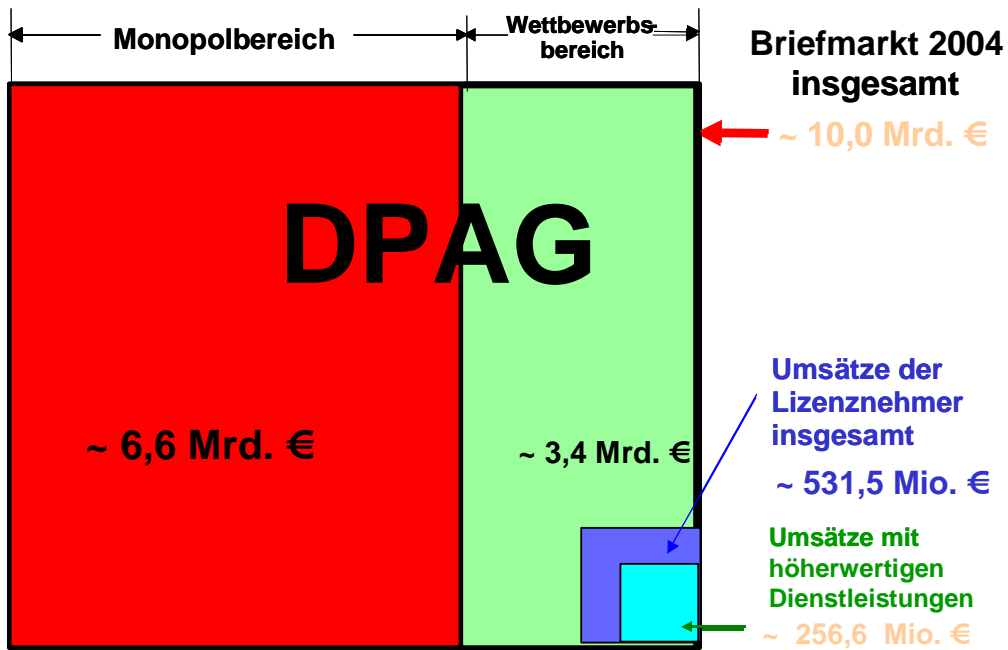 Monopolbereich
Wettbewerbs-
bereich
Briefmarkt 2004
insgesamt
~ 10,0 Mrd. €
DPAG
~ 6,6 Mrd. €
~ 3,4 Mrd. €
Umsätze der
Lizenznehmer
insgesamt
~ 531,5 Mio. €
Umsätze mit
höherwertigen
Dienstleistungen
~ 256,6 Mio. €